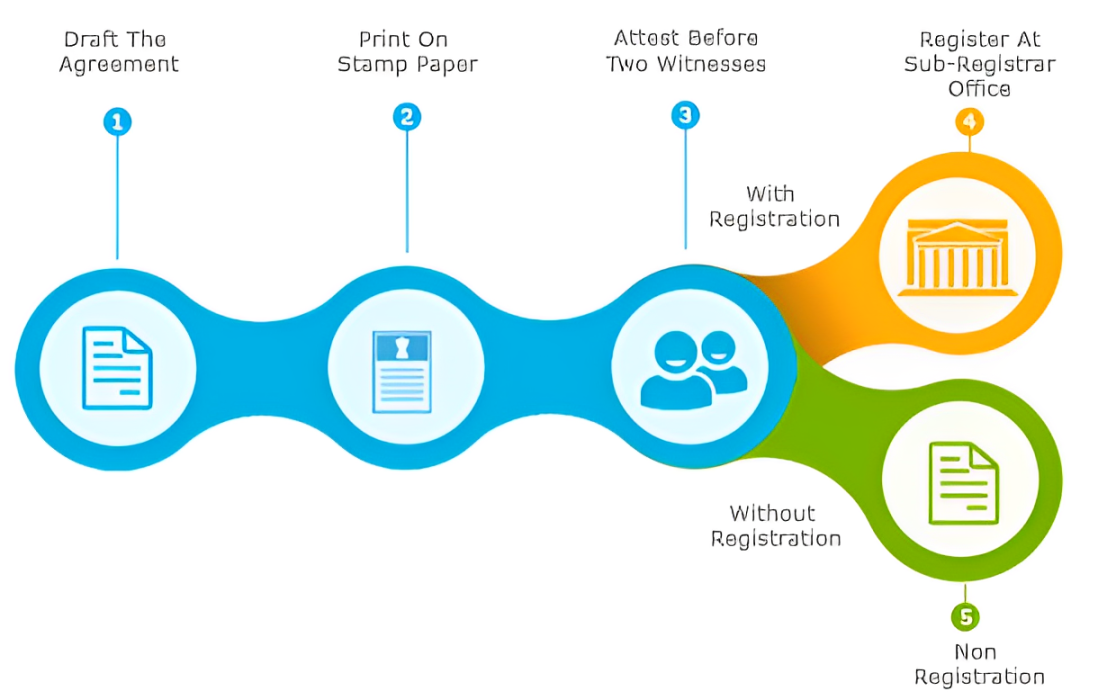 Draft The
Agreement
1
Print On
Stamp Paper
2
Attest Before
Two Witnesses
3
Register At
Sub-Registrar
Office
4
With
Registration
Without
Registration
5
Non
Registration